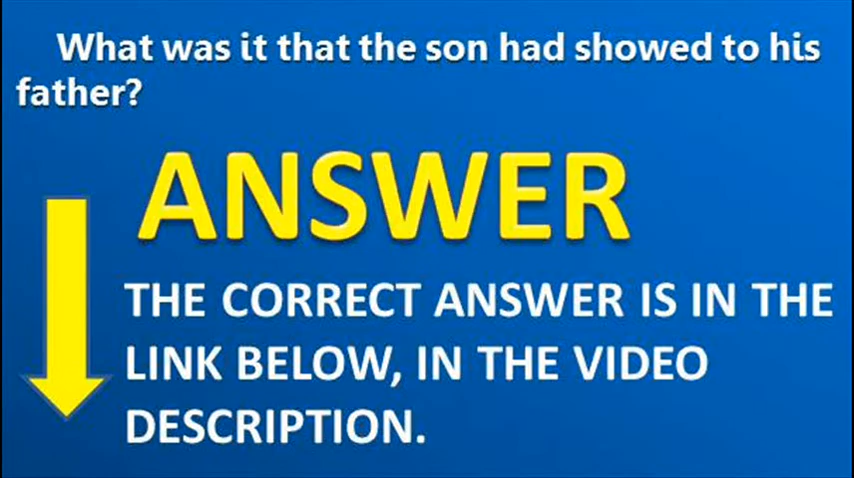 What was it that the son had showed to his
father?
ANSWER
THE CORRECT ANSWER IS IN THE
LINK BELOW, IN THE VIDEO
DESCRIPTION.